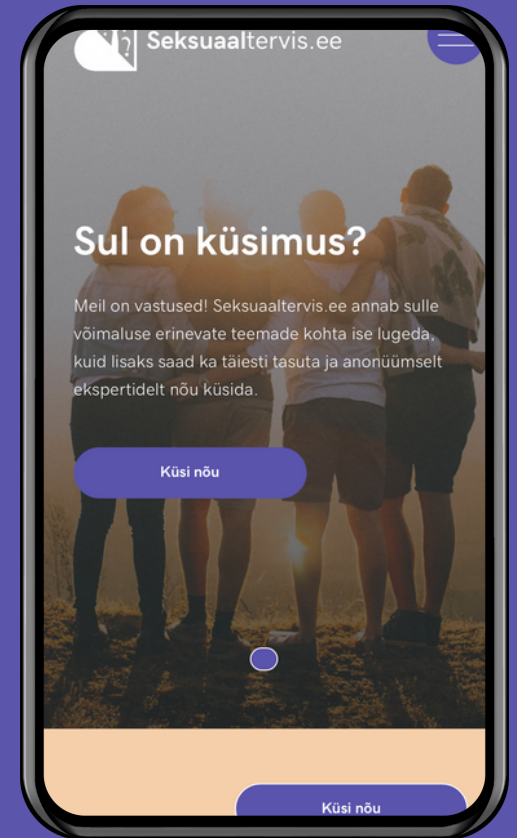 Seksuaaltervis.ee
Sul on küsimus?
Meil on vastused! Seksuaaltervis.ee annab sulle
võimaluse erinevate teemade kohta ise lugeda,
kuid lisaks saad ka täiesti tasuta ja anonüümselt
ekspertidelt nõu küsida.
Küsi nõu
Küsi nõu